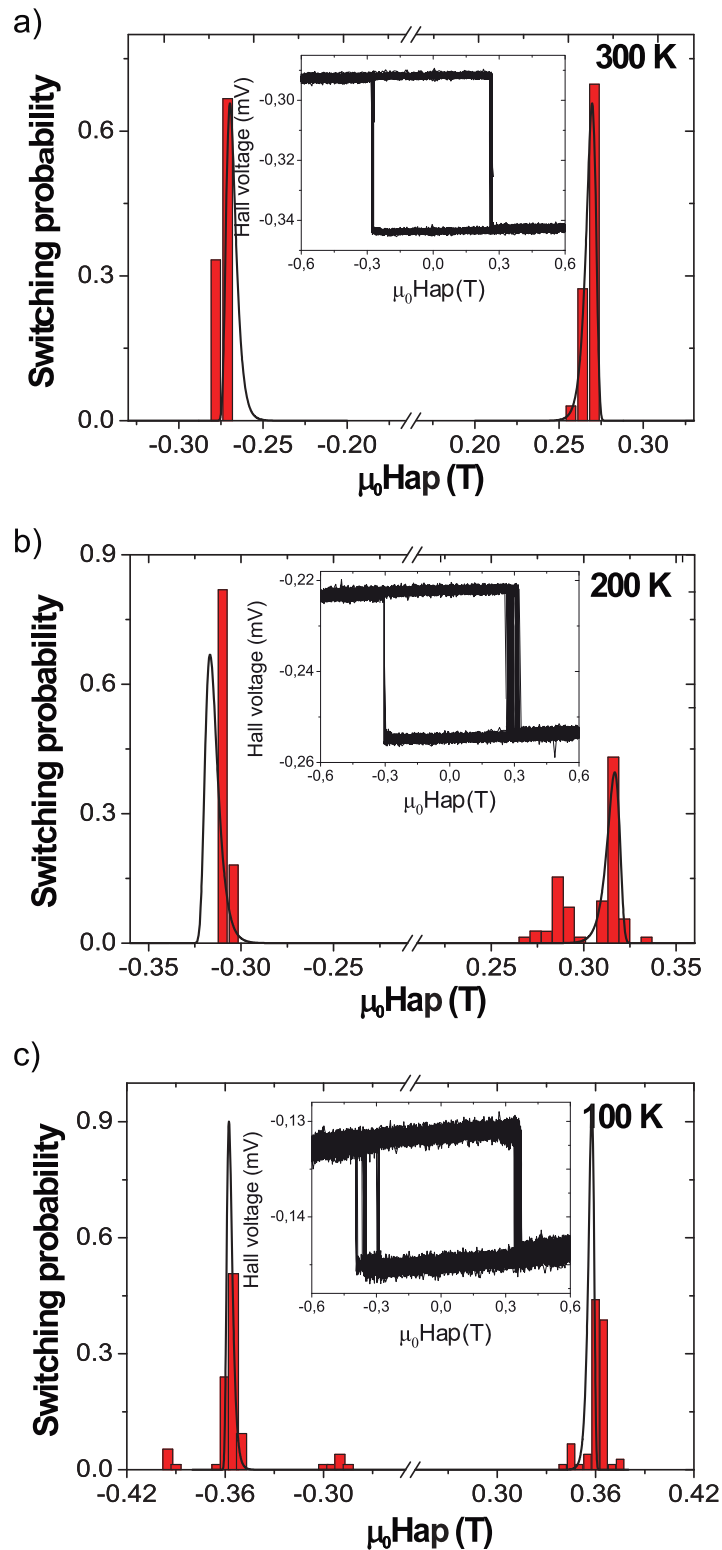 a)
300 K
Switching probability
0.6
0.3
0.0
Hall voltage (mV)
-0,30
-0,32
-0,34
-0,6 -0,3 0,0 0,3 0,6
μ0Hap(T)
-0.30 -0.25 -0.20 0.20 0.25 0.30
μ0Hap (T)
b)
200 K
Switching probability
0.9
0.6
0.3
0.0
Hall voltage (mV)
-0,22
-0,24
-0,26
-0,6 -0,3 0,0 0,3 0,6
μ0Hap(T)
-0.35 -0.30 -0.25 0.25 0.30 0.35
μ0Hap (T)
c)
100 K
Switching probability
0.9
0.6
0.3
0.0
Hall voltage (mV)
-0,13
-0,14
-0,6 -0,3 0,0 0,3 0,6
μ0Hap(T)
-0.42 -0.36 -0.30 0.30 0.36 0.42
μ0Hap (T)